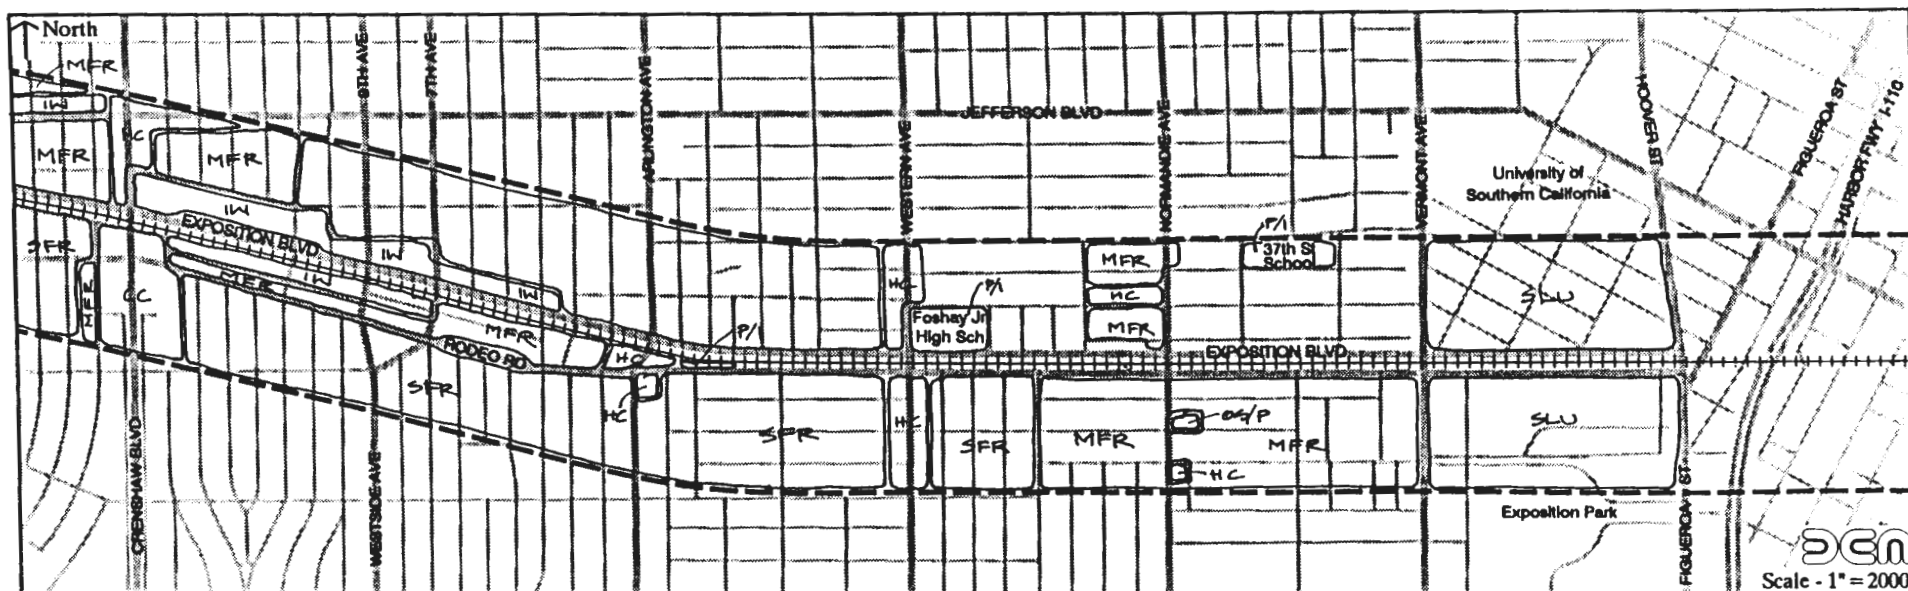 North
MFR
IW
CC
MFR
MFR
8TH AVE
7TH AVE
ARLINGTON AVE
WESTERN AVE
JEFFERSON BLVD
NORMANDIE AVE
VERMONT AVE
HOOVER ST
FIGUEROA ST
HARBOR FWY I-110
University of
Southern California
IW
EXPOSITION BLVD
IW
IW
SFR
MFR
CC
MFR
IW
MFR
RODEO RD
HC
P/I
HC
P/I
Foshay Jr
High Sch
MFR
HC
MFR
P/I
37th St
School
EXPOSITION BLVD
SLU
SFR
HC
SFR
HC
SFR
MFR
OS/P
MFR
HC
SLU
CRENSHAW BLVD
WESTSIDE AVE
FIGUEROA ST
Exposition Park
DCM
Scale - 1" = 2000